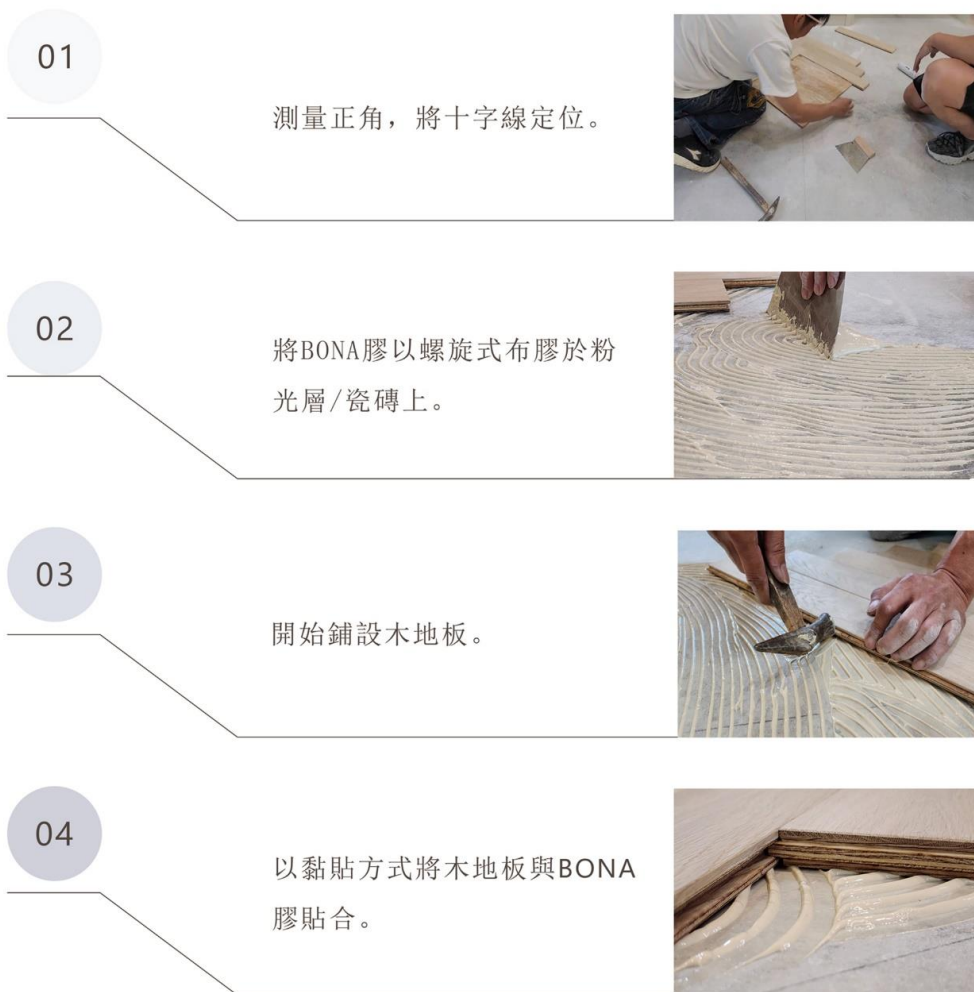 01
測量正角，將十字線定位。
02
將BONA膠以螺旋式布膠於粉
光層/瓷磚上。
03
開始鋪設木地板。
04
以黏貼方式將木地板與BONA
膠貼合。